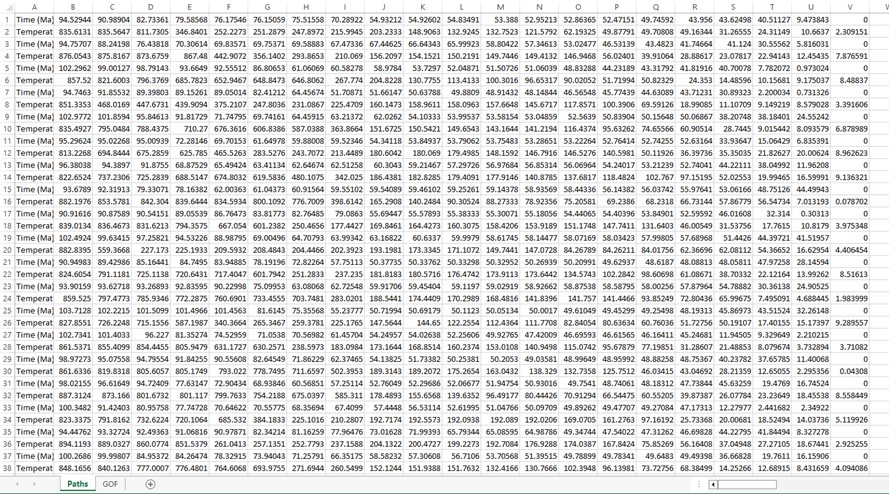 A B C D E F G H I J K L M N O P Q R S T U V
1 Time (Ma) 94.52944 90.98904 82.73361 79.58568 76.17546 76.15059 75.51558 70.28922 54.93212 54.92602 54.83491 53.388 52.95213 52.86365 52.47151 49.74592 43.956 43.62498 40.51127 9.473843 0
2 Temperat 835.6131 835.5647 811.7305 346.8401 252.2273 251.2879 247.8972 215.9945 203.2333 148.9063 132.9245 132.7523 121.5792 62.19325 49.87791 49.70808 49.16344 31.26555 24.31149 10.6637 2.309151
3 Time (Ma) 94.75707 88.24198 76.43818 70.30614 69.83571 69.75371 69.58883 67.47336 67.44625 66.64343 65.99923 58.80422 57.34613 53.02477 46.53139 43.4823 41.74664 41.124 30.55562 5.816031 0
4 Temperat 876.0543 875.8167 873.6759 867.48 442.9072 356.1402 293.8653 210.069 156.2097 154.1521 150.2191 149.7446 149.4132 146.9468 56.02401 39.91064 28.88617 23.07817 22.94143 12.45435 7.876591
5 Time (Ma) 102.2962 99.00127 98.79143 93.6649 92.55512 86.80653 61.06069 60.58278 58.9784 53.7297 52.04871 51.50726 51.06039 48.83288 44.23189 43.31792 41.81916 40.70078 7.782072 0.973024 0
6 Temperat 857.52 821.6003 796.3769 685.7823 652.9467 648.8473 646.8062 267.774 204.8228 130.7755 113.4133 100.3016 96.65317 90.02052 51.71994 50.82329 24.353 14.48596 10.15681 9.175037 8.48837
7 Time (Ma) 94.7463 91.85532 89.39803 89.15261 89.05014 82.41212 64.45674 51.70871 51.66147 50.63788 49.8809 48.91432 48.14844 46.56548 45.77439 44.63089 43.71231 30.89323 2.200034 0.731326 0
8 Temperat 851.3353 468.0169 447.6731 439.9094 375.2107 247.8036 231.0867 225.4709 160.1473 158.9611 158.0963 157.6648 145.6717 117.8571 100.3906 69.59126 18.99085 11.10709 9.149219 8.579028 3.391606
9 Time (Ma) 102.9772 101.8594 95.84613 91.81729 71.74795 69.74161 64.45915 63.21372 62.0262 54.10333 53.99537 53.58154 53.04859 52.5639 50.83904 50.15648 50.06867 38.20748 38.18401 24.55242 0
10 Temperat 835.4927 795.0484 788.4375 710.27 676.3616 606.8386 587.0388 363.8664 151.6725 150.5421 149.6543 143.1644 141.2194 116.4374 95.63262 74.65566 60.90514 28.7445 9.015442 8.093579 6.878989
11 Time (Ma) 95.29624 95.02268 95.00939 72.28146 69.70153 61.64978 59.88008 59.52346 54.34118 53.84937 53.79062 53.75483 53.28651 53.22264 52.76414 52.74255 52.63164 33.93647 15.06429 6.835391 0
12 Temperat 813.2268 694.8444 675.2859 625.785 465.5263 283.5276 243.7072 213.4489 180.6042 180.069 179.4985 148.1592 146.7916 146.5276 140.5981 50.11926 36.39736 35.35035 21.82627 20.00624 8.962623
13 Time (Ma) 96.38038 94.3897 91.8735 68.87529 65.49424 63.41134 62.64674 62.51258 60.3043 59.21467 57.29726 56.97684 56.85314 56.06964 54.24017 53.21239 52.74041 44.22111 38.04992 11.96208 0
14 Temperat 822.6524 737.2306 725.2839 688.5147 674.8032 619.5836 480.1075 342.025 186.4381 182.8285 179.4091 177.9146 140.8785 137.6817 118.4824 102.767 97.15195 52.02553 19.99465 16.59991 9.136321
15 Time (Ma) 93.6789 92.31913 79.33071 78.16382 62.00363 61.04373 60.91564 59.55102 59.54089 59.46102 59.25261 59.14378 58.93569 58.44336 56.14382 56.03742 55.97641 53.06166 48.75126 44.49943 0
16 Temperat 882.1976 853.5781 842.304 839.6444 834.5934 800.1092 776.7009 398.6142 165.2908 140.2484 90.30524 88.27333 78.92356 75.20581 69.2386 68.2318 66.73144 57.86779 56.54734 7.013193 0.078702
17 Time (Ma) 90.91616 90.87589 90.54151 89.05539 86.76473 83.81773 82.76485 79.0863 55.69447 55.57893 55.38333 55.30071 55.18056 54.44065 54.40396 53.84901 52.59592 46.01608 32.314 0.30313 0
18 Temperat 839.0134 836.4673 831.6213 794.3575 667.054 601.2382 250.4656 177.4427 169.8461 164.4273 160.3075 158.4206 153.9189 151.1748 147.7411 131.6403 46.00549 31.53756 17.7615 10.8179 3.975348
19 Time (Ma) 102.4924 99.63415 97.25821 94.53226 88.98795 69.00496 64.70793 63.99342 63.16822 60.6337 59.9979 58.61745 58.14477 58.07169 58.03423 57.99805 57.68968 51.4426 44.39721 41.51957 0
20 Temperat 882.8395 559.3668 227.173 225.1933 209.5932 208.4843 204.4466 202.3923 193.1981 173.3345 171.1072 149.7441 147.0728 84.26789 84.26211 84.01756 62.36996 62.08112 54.36652 16.62954 4.406454
21 Time (Ma) 90.94983 89.42986 85.16441 84.7495 83.94885 78.19196 72.82264 57.71113 50.37735 50.33762 50.33298 50.32952 50.26939 50.20991 49.62937 48.6187 48.08813 48.05811 47.97258 28.14594 0
22 Temperat 824.6054 791.1181 725.1138 720.6431 717.4047 601.7942 251.2833 237.235 181.8183 180.5716 176.4742 173.9113 173.6442 134.5743 102.2842 98.60698 61.08671 38.70332 22.12164 13.99262 8.51613
23 Time (Ma) 93.90159 93.62718 93.26893 92.83595 90.22998 75.09953 63.08068 62.72548 59.91706 59.45404 59.1197 59.02919 58.92662 58.87538 58.58795 58.00256 57.87964 54.78882 30.36138 24.90525 0
24 Temperat 859.525 797.4773 785.9346 772.2875 760.6901 733.4555 703.7481 283.0201 188.5441 174.4409 170.2989 168.4816 141.8396 141.757 141.4466 93.85249 72.80436 65.99675 7.495091 4.688445 1.983999
25 Time (Ma) 103.7128 102.2215 101.5099 101.4966 101.4563 81.6145 75.35568 55.23777 50.71794 50.69179 50.1123 50.05134 50.0017 49.61049 49.45299 49.25498 48.19313 45.86973 43.51524 32.26148 0
26 Temperat 827.8551 726.2248 715.1556 587.1987 340.3664 265.3467 259.3781 225.1765 147.5644 144.65 122.2554 112.4364 111.7708 82.84054 80.63634 60.76036 51.72756 50.19107 17.40155 15.17397 9.289557
27 Time (Ma) 102.7341 101.4033 96.227 81.35274 74.52959 71.0538 70.56982 61.45704 54.24957 54.02638 52.25606 49.92765 47.42009 46.69593 46.61565 46.16411 45.24681 11.94505 9.329649 2.210215 0
28 Temperat 861.5371 855.4099 854.4455 805.9479 631.1727 630.2571 238.5973 183.0984 173.1644 168.8514 160.2374 153.0108 140.9498 115.0742 95.67879 77.19851 31.28607 21.48853 8.079674 3.732894 3.71082
29 Time (Ma) 98.97273 95.07558 94.79554 91.84255 90.55608 82.64549 71.86229 62.37465 54.13825 51.73382 50.25381 50.2053 49.03581 48.99649 48.95992 48.88258 48.75367 40.23782 37.65785 11.40068 0
30 Temperat 861.6336 819.8318 805.6057 805.1749 793.022 778.7495 711.6597 502.3953 189.3143 189.2072 175.2654 163.0432 138.329 132.7358 125.7512 46.03415 43.04692 28.21359 12.65055 2.295356 0.04308
31 Time (Ma) 98.02155 96.61649 94.72409 77.63147 72.90434 68.93846 60.56851 57.25114 52.76049 52.29686 52.06677 51.94754 50.93016 49.7541 48.74061 48.18312 47.73844 45.63259 19.4769 16.74524 0
32 Temperat 887.3124 873.166 801.6732 801.117 799.7633 754.2188 675.0397 585.311 178.4893 155.6568 139.6352 96.49177 80.44426 70.91294 66.54475 60.55205 39.87387 26.07784 23.23649 18.45538 8.558449
33 Time (Ma) 100.3482 91.42403 80.95758 77.74728 70.64622 70.55775 68.35694 67.4099 57.4448 56.53114 52.61995 51.04766 50.09709 49.89262 49.47707 49.27084 47.17313 12.27977 2.441682 2.34922 0
34 Temperat 823.3375 791.8162 732.6224 720.1064 685.532 384.1833 225.1016 210.2807 192.7174 192.5573 192.0938 192.089 192.0206 169.0705 161.2763 97.16192 25.73368 20.00681 18.52494 14.03736 5.119926
35 Time (Ma) 94.44762 93.32724 92.49363 91.06816 90.97871 82.34214 81.16259 77.96476 73.01628 71.99393 65.79344 65.08595 64.98786 49.34744 47.54022 47.31262 46.69828 44.22795 41.84494 8.327278 0
36 Temperat 894.1193 889.0327 860.0774 851.5379 261.0413 257.1351 252.7793 237.1588 204.1322 200.4727 199.2273 192.7084 176.9288 174.0387 167.8424 75.85269 56.16408 37.04948 27.27105 18.67441 2.925255
37 Time (Ma) 100.2686 99.99807 84.95372 84.26474 78.32915 73.94043 71.25791 66.35175 58.58232 57.30608 56.7106 53.70568 51.39515 49.78899 49.78341 49.6483 49.49398 36.66828 19.7611 16.15906 0
38 Temperat 848.1656 840.1263 777.0007 776.4801 764.6068 693.9755 271.6944 260.5499 152.1244 151.9388 151.7632 132.4166 130.7666 102.3948 96.13981 73.72756 68.38499 14.25266 12.68915 8.431659 4.094086
Paths GOF